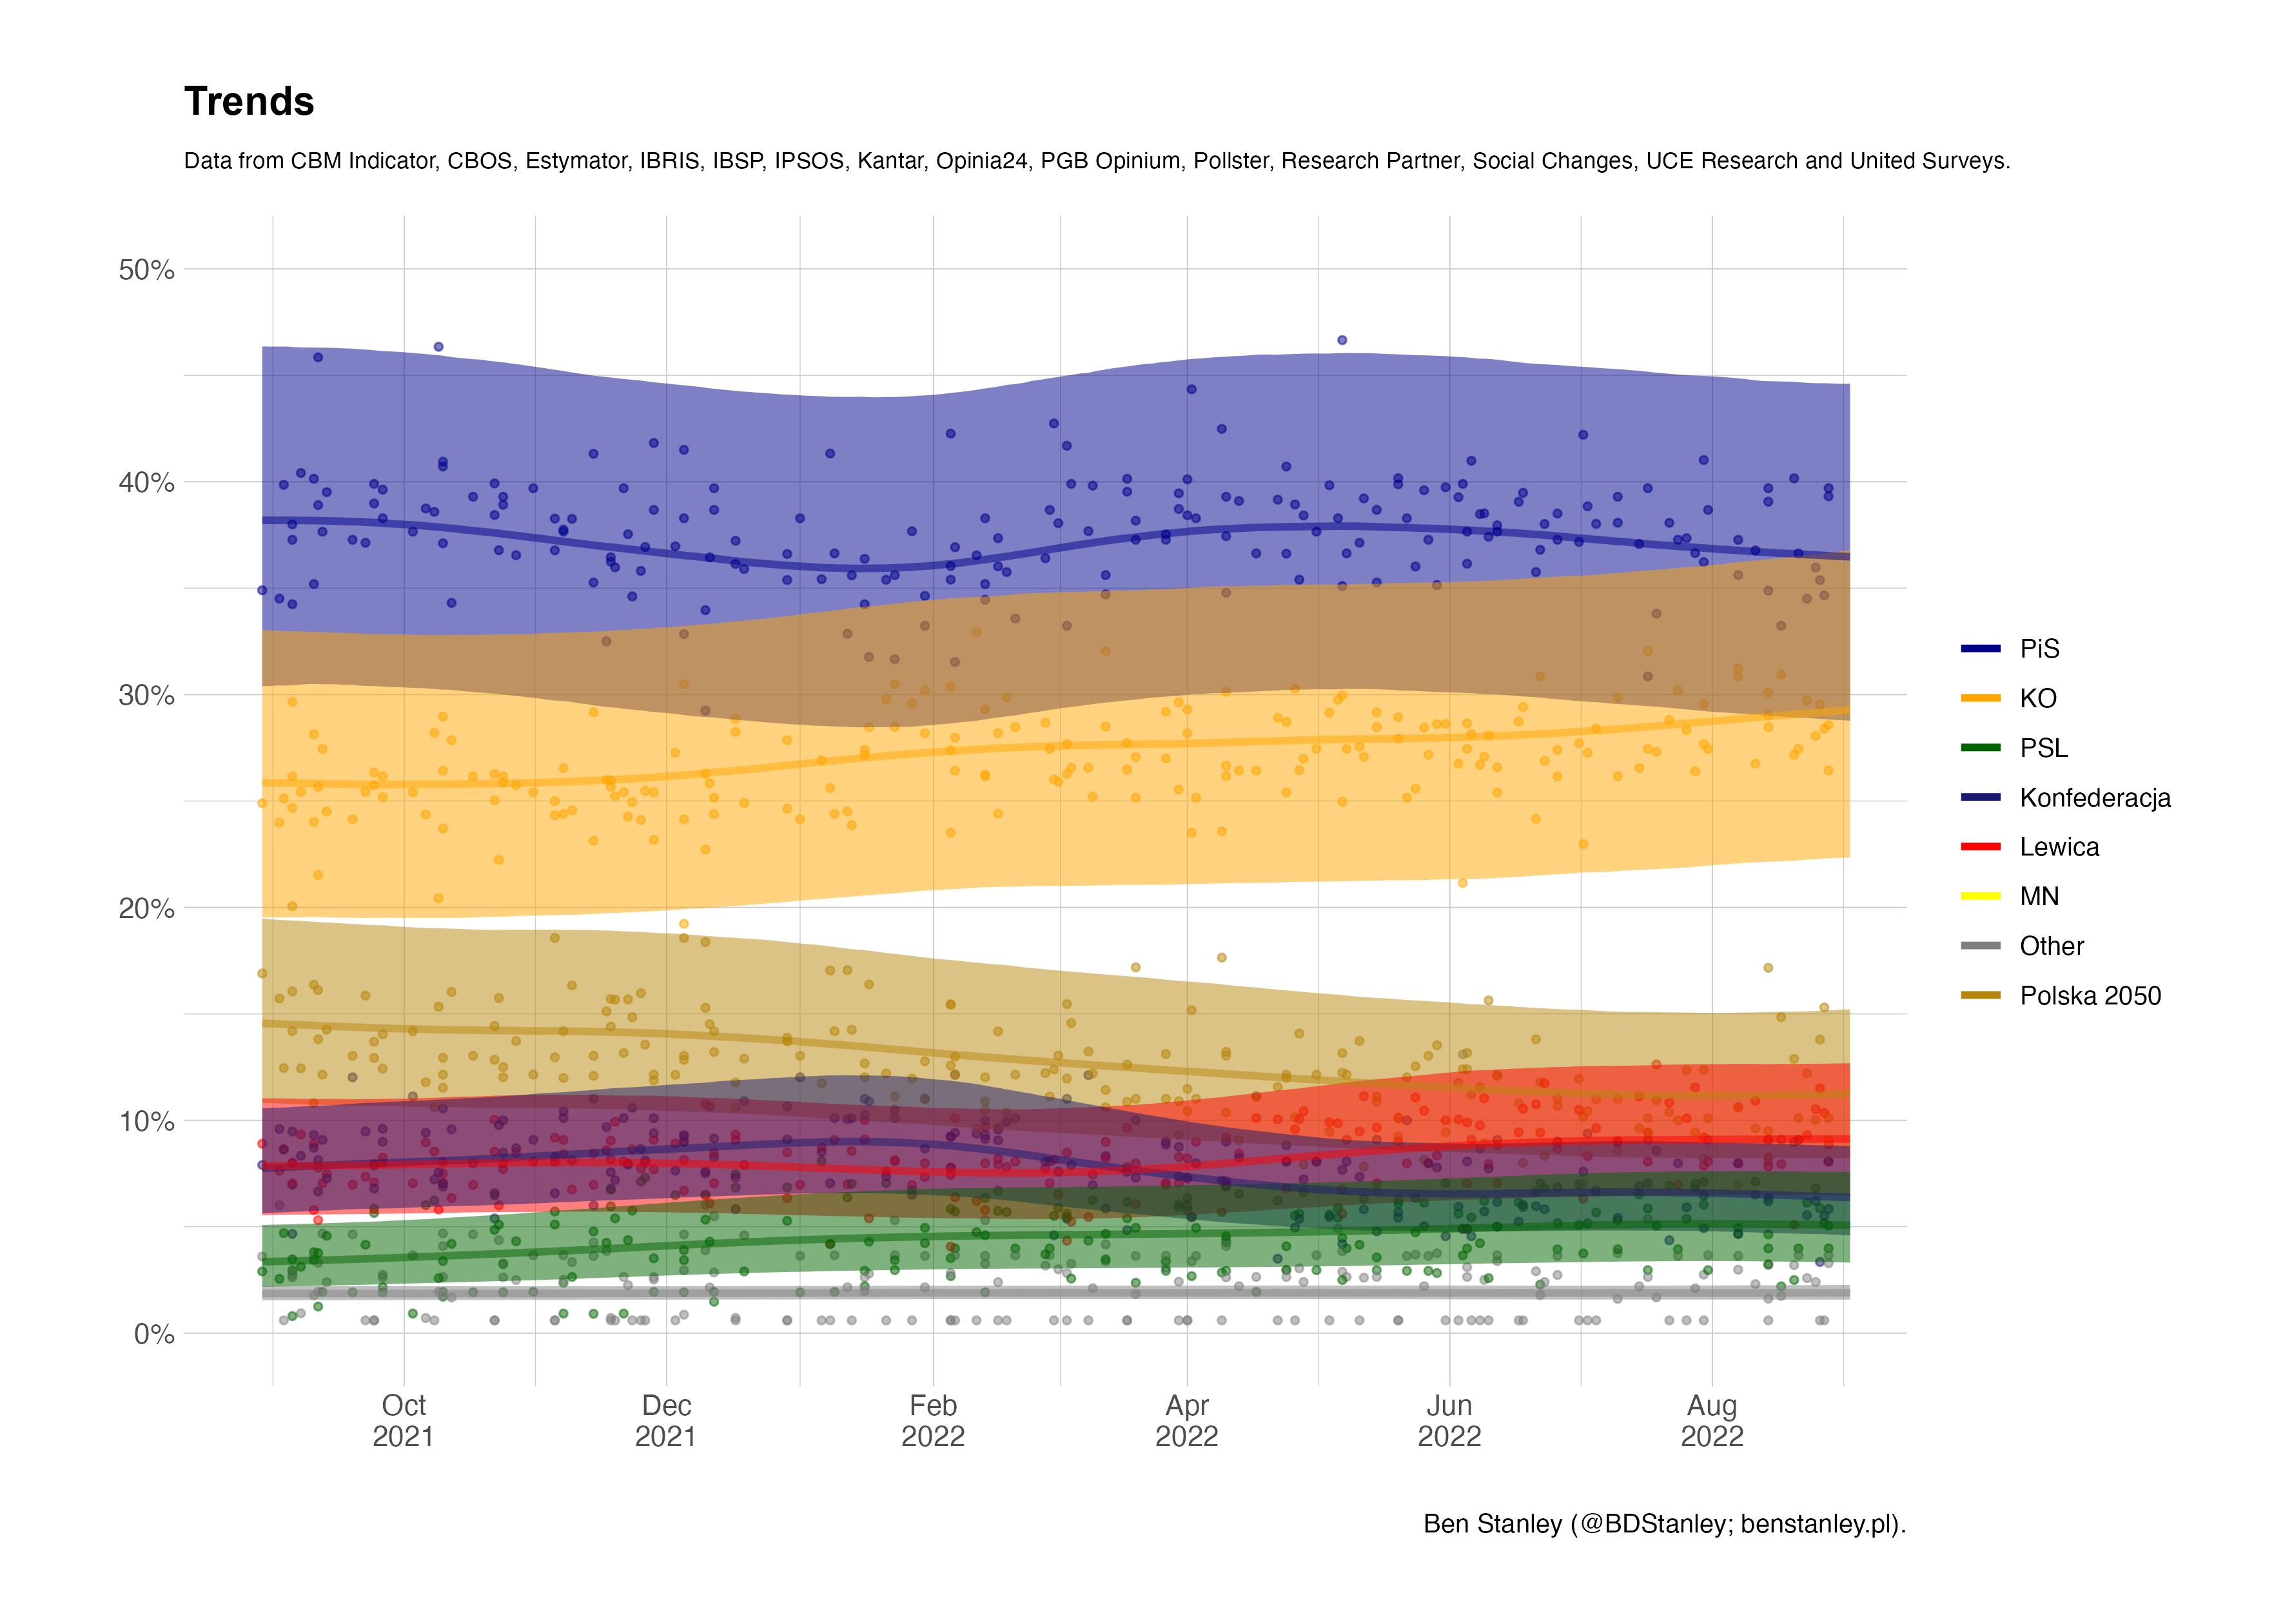 Trends
Data from CBM Indicator, CBOS, Estymator, IBRIS, IBSP, IPSOS, Kantar, Opinia24, PGB Opinium, Pollster, Research Partner, Social Changes, UCE Research and United Surveys.
50%
40%
30%
20%
10%
0%
Oct Dec Feb Apr Jun Aug
2021 2021 2022 2022 2022 2022
PiS
KO
PSL
Konfederacja
Lewica
MN
Other
Polska 2050
Ben Stanley (@BDStanley; benstanley.pl).